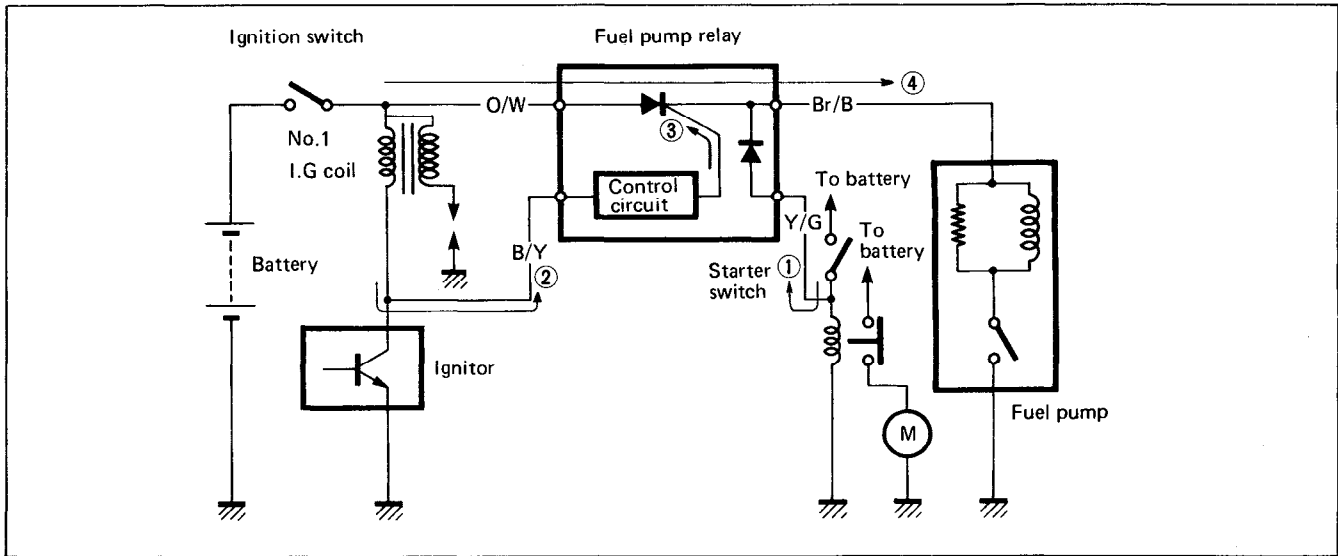 Ignition switch
Fuel pump relay
④
O/W
Br/B
No.1
I.G coil
③
Control
circuit
To battery
Y/G
To
battery
B/Y
②
Battery
Starter
switch
①
Ignitor
Fuel pump
M